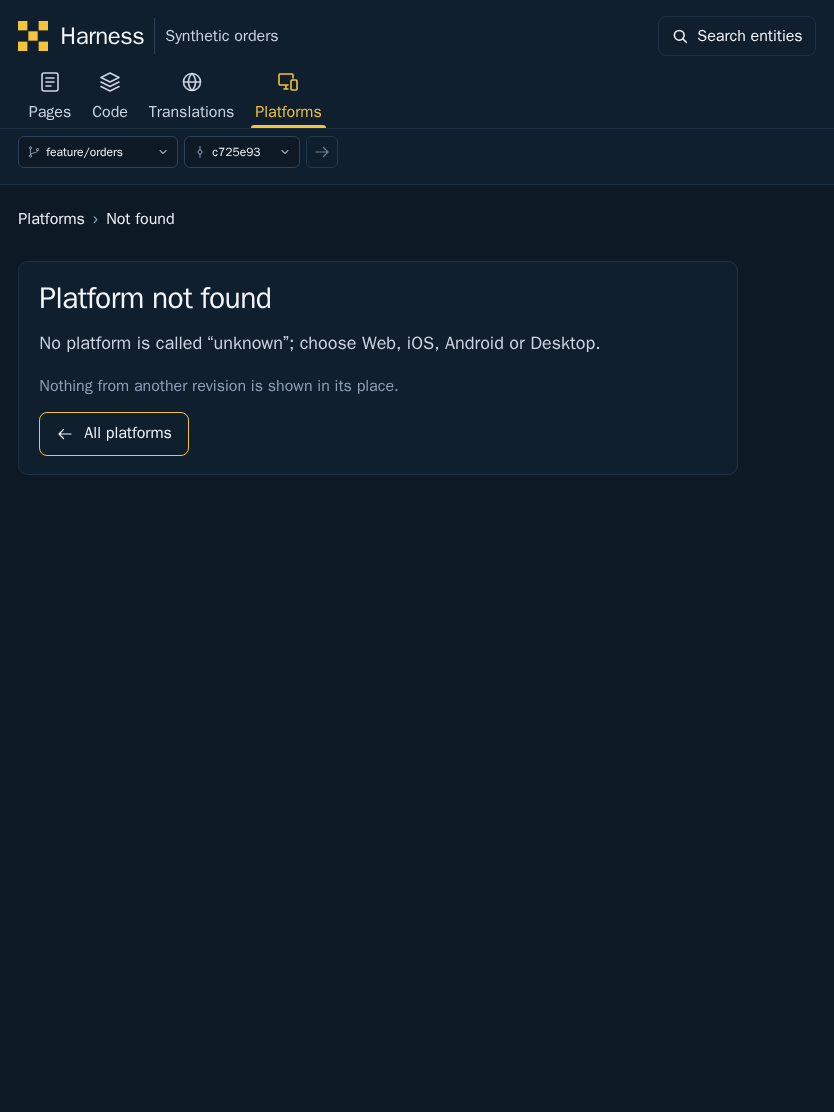 Harness
Synthetic orders
Search entities
Pages
Code
Translations
Platforms
feature/orders
c725e93
Platforms › Not found
Platform not found
No platform is called “unknown”; choose Web, iOS, Android or Desktop.
Nothing from another revision is shown in its place.
All platforms